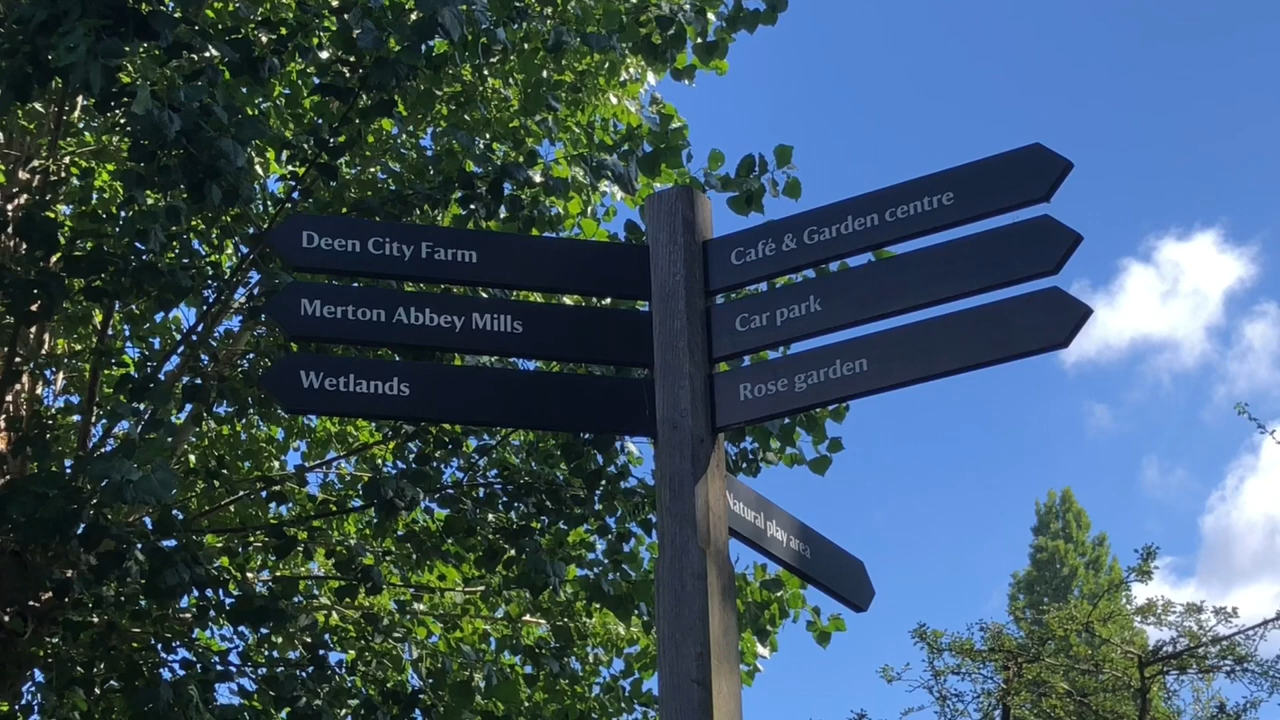 Deen City Farm
Merton Abbey Mills
Wetlands
Café & Garden centre
Car park
Rose garden
Natural play area